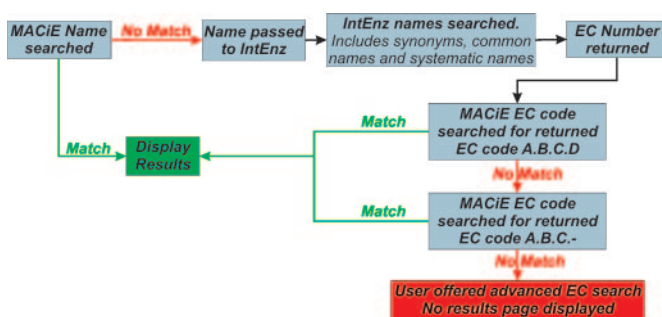 MACiE Name
searched
No Match
Name passed
to IntEnz
IntEnz names searched.
Includes synonyms, common
names and systematic names
EC Number
returned
Match
Display
Results
Match
MACiE EC code
searched for returned
EC code A.B.C.D
No Match
Match
MACiE EC code
searched for returned
EC code A.B.C.-
No Match
User offered advanced EC search
No results page displayed